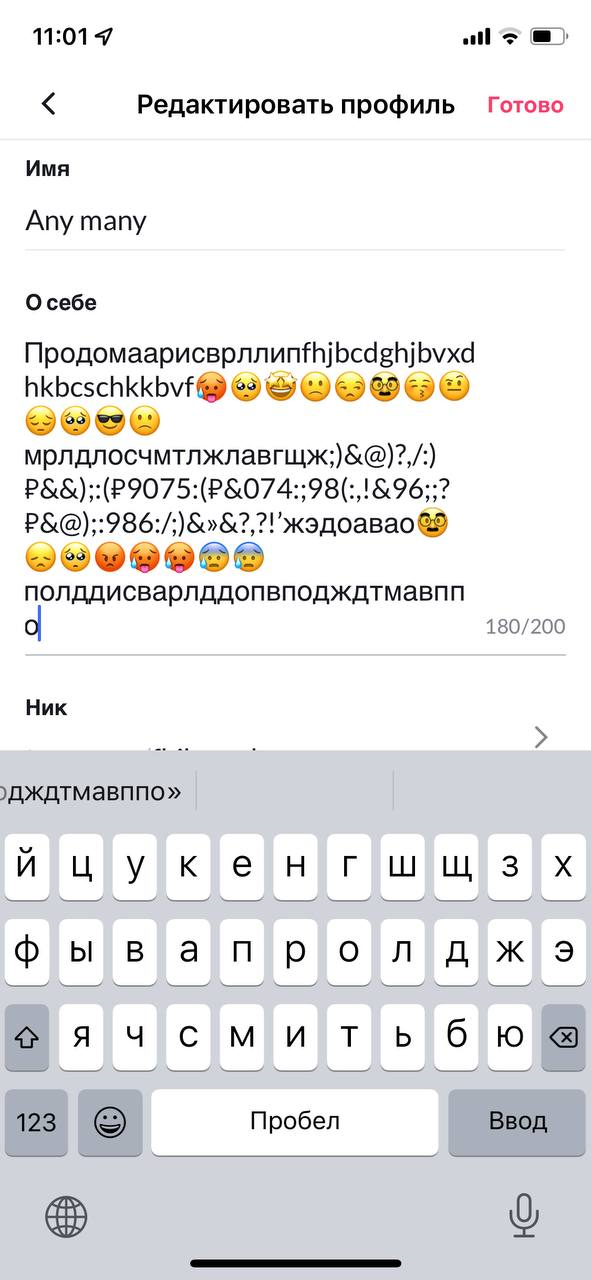 11:01
Редактировать профиль Готово
Имя
Any many
О себе
Продомаарисврллипfhjbcdghjbvxd
hkbcschkkbvf🥵🥺🤩🙁😒🥸😚🤨
😔🥺😎🙁
мрлдлосчмтлжлавгщж;)&@)?,/:)
₽&&);:(₽9075:(₽&074:;98(:,!&96;;?
₽&@);:986:/;)&»&?,?!’жэдоавао🥸
😞🥺😡🥵🥵😰😰
полддисварлддопвподждтмавпп
о 180/200
Ник
одждтмавппо»
й ц у к е н г ш щ з х
ф ы в а п р о л д ж э
я ч с м и т ь б ю
123 Пробел Ввод